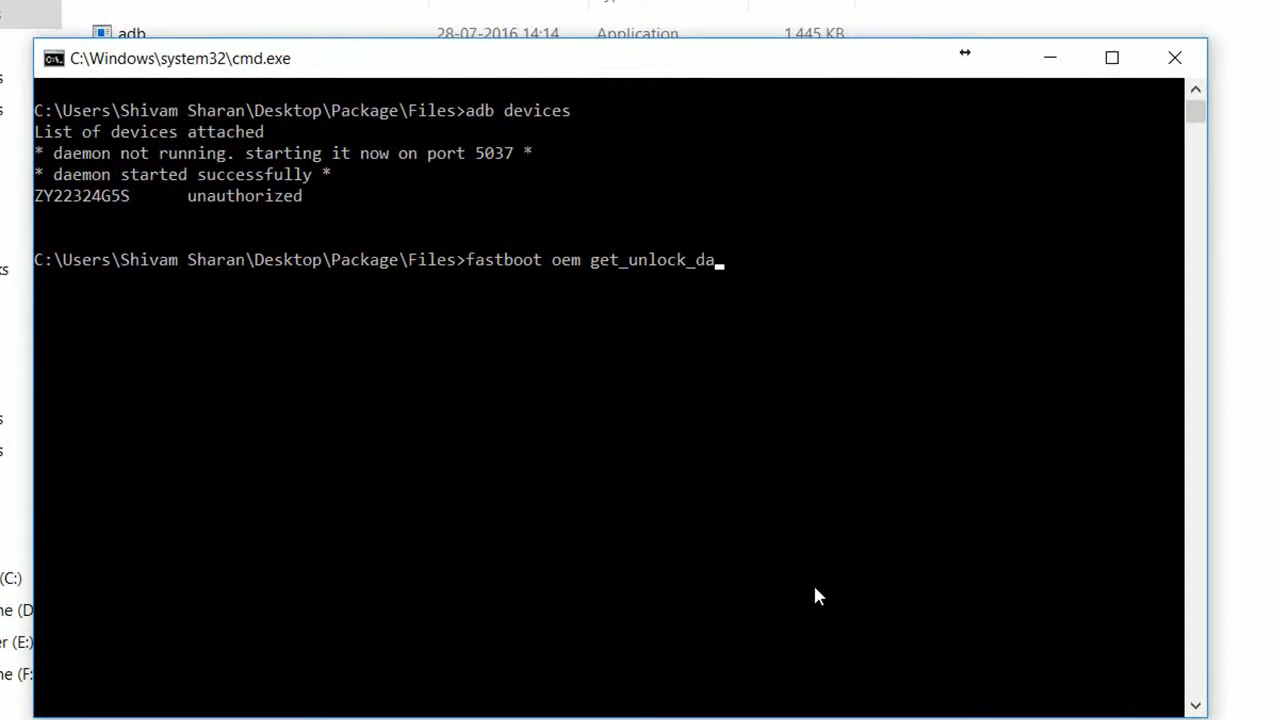 adb 28-07-2016 14:14 Application 1,445 KB
C:\Windows\system32\cmd.exe
C:\Users\Shivam Sharan\Desktop\Package\Files>adb devices
List of devices attached
* daemon not running. starting it now on port 5037 *
* daemon started successfully *
ZY22324G5S unauthorized
C:\Users\Shivam Sharan\Desktop\Package\Files>fastboot oem get_unlock_da
(C:)
(D
(E:)
(F: